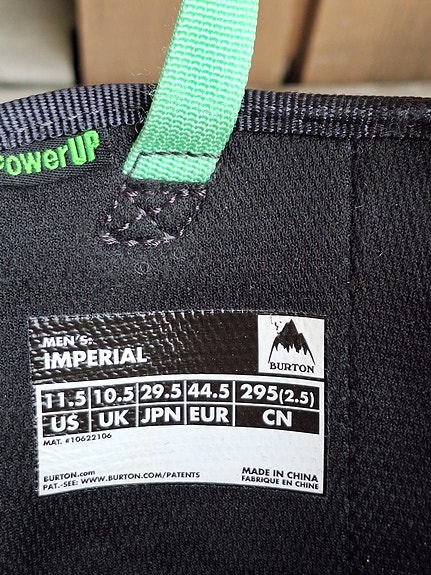 PowerUP
MEN'S:
IMPERIAL
BURTON
11.5 10.5 29.5 44.5 295(2.5)
US UK JPN EUR CN
MAT. #10622106
BURTON.com
PAT.-SEE: WWW.BURTON.COM/PATENTS
MADE IN CHINA
FABRIQUE EN CHINE